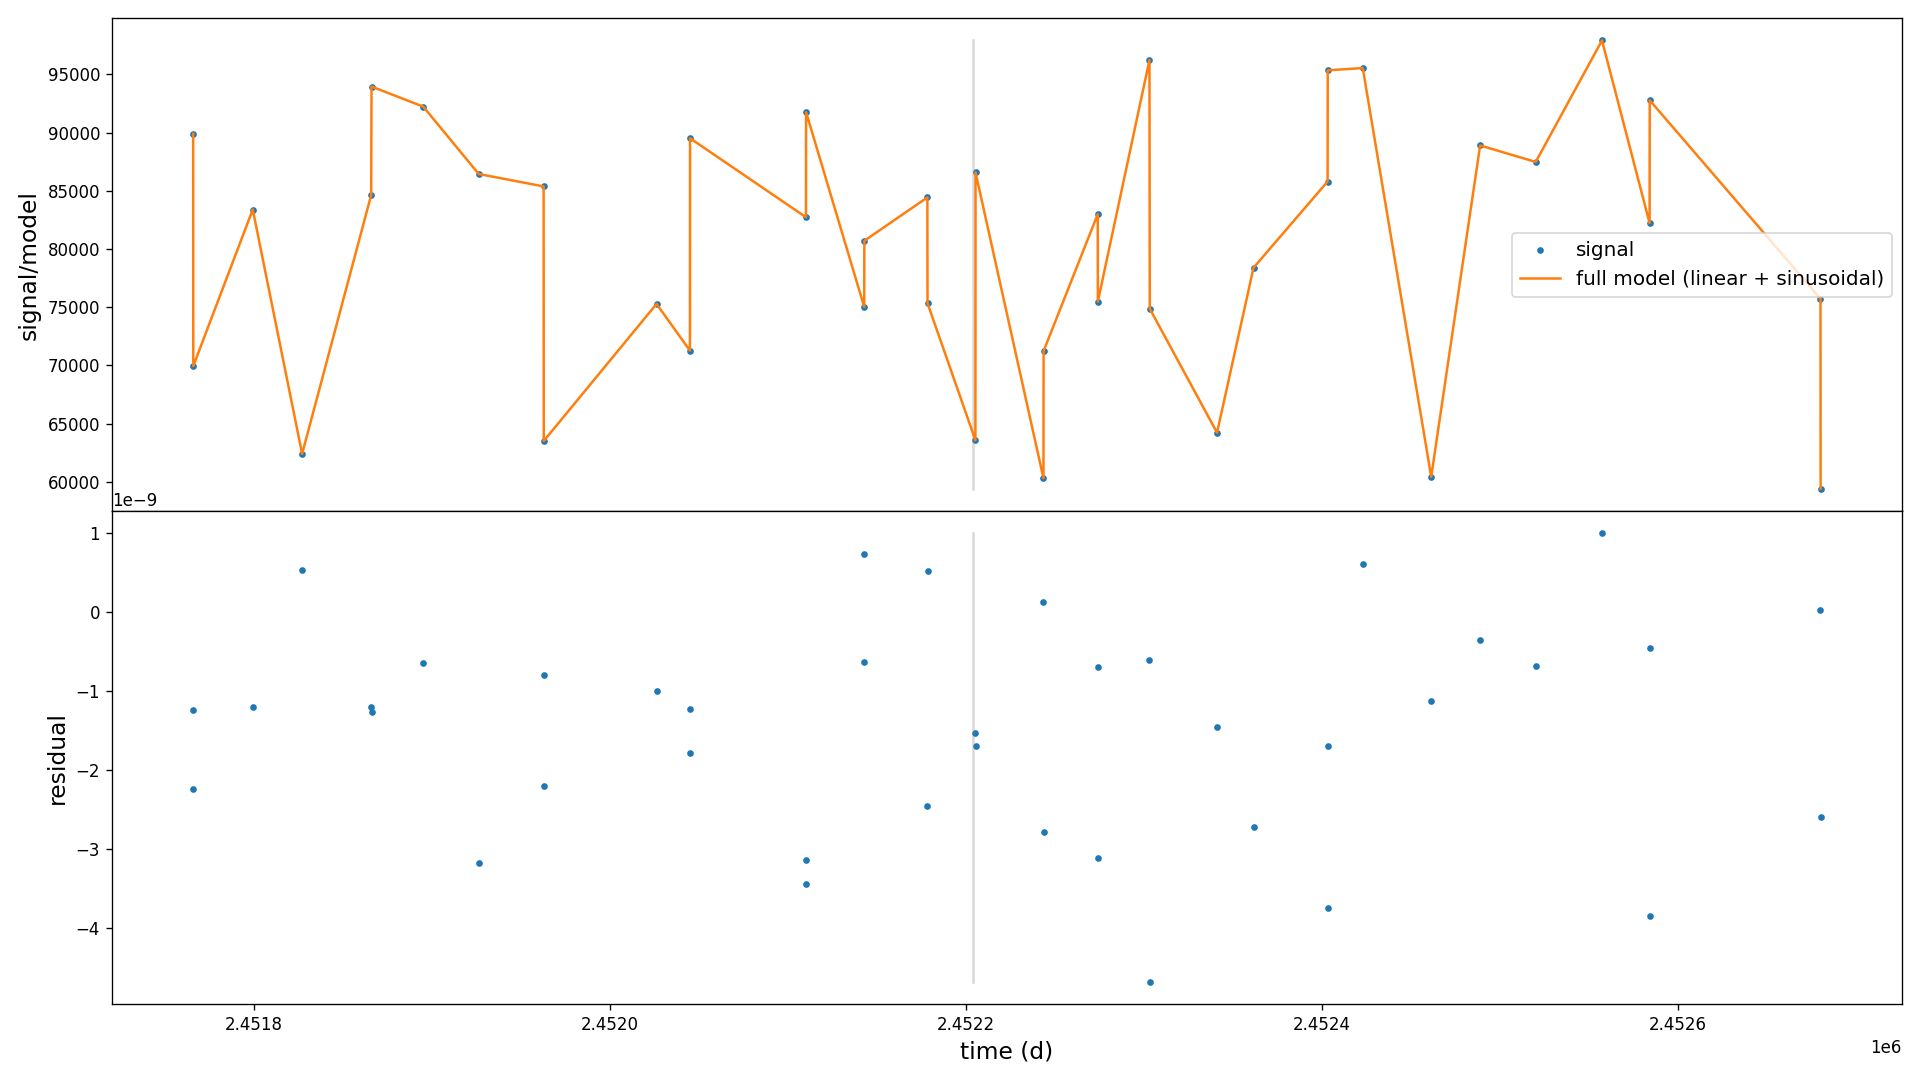 95000
90000
85000
80000
75000
70000
65000
60000
signal/model
signal
full model (linear + sinusoidal)
1e−9
1
0
−1
−2
−3
−4
residual
2.4518
2.4520
2.4522
2.4524
2.4526
time (d)
1e6